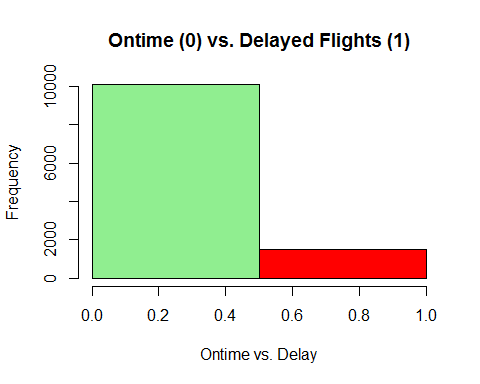 Ontime (0) vs. Delayed Flights (1)
Frequency
10000
6000
2000
0
0.0 0.2 0.4 0.6 0.8 1.0
Ontime vs. Delay